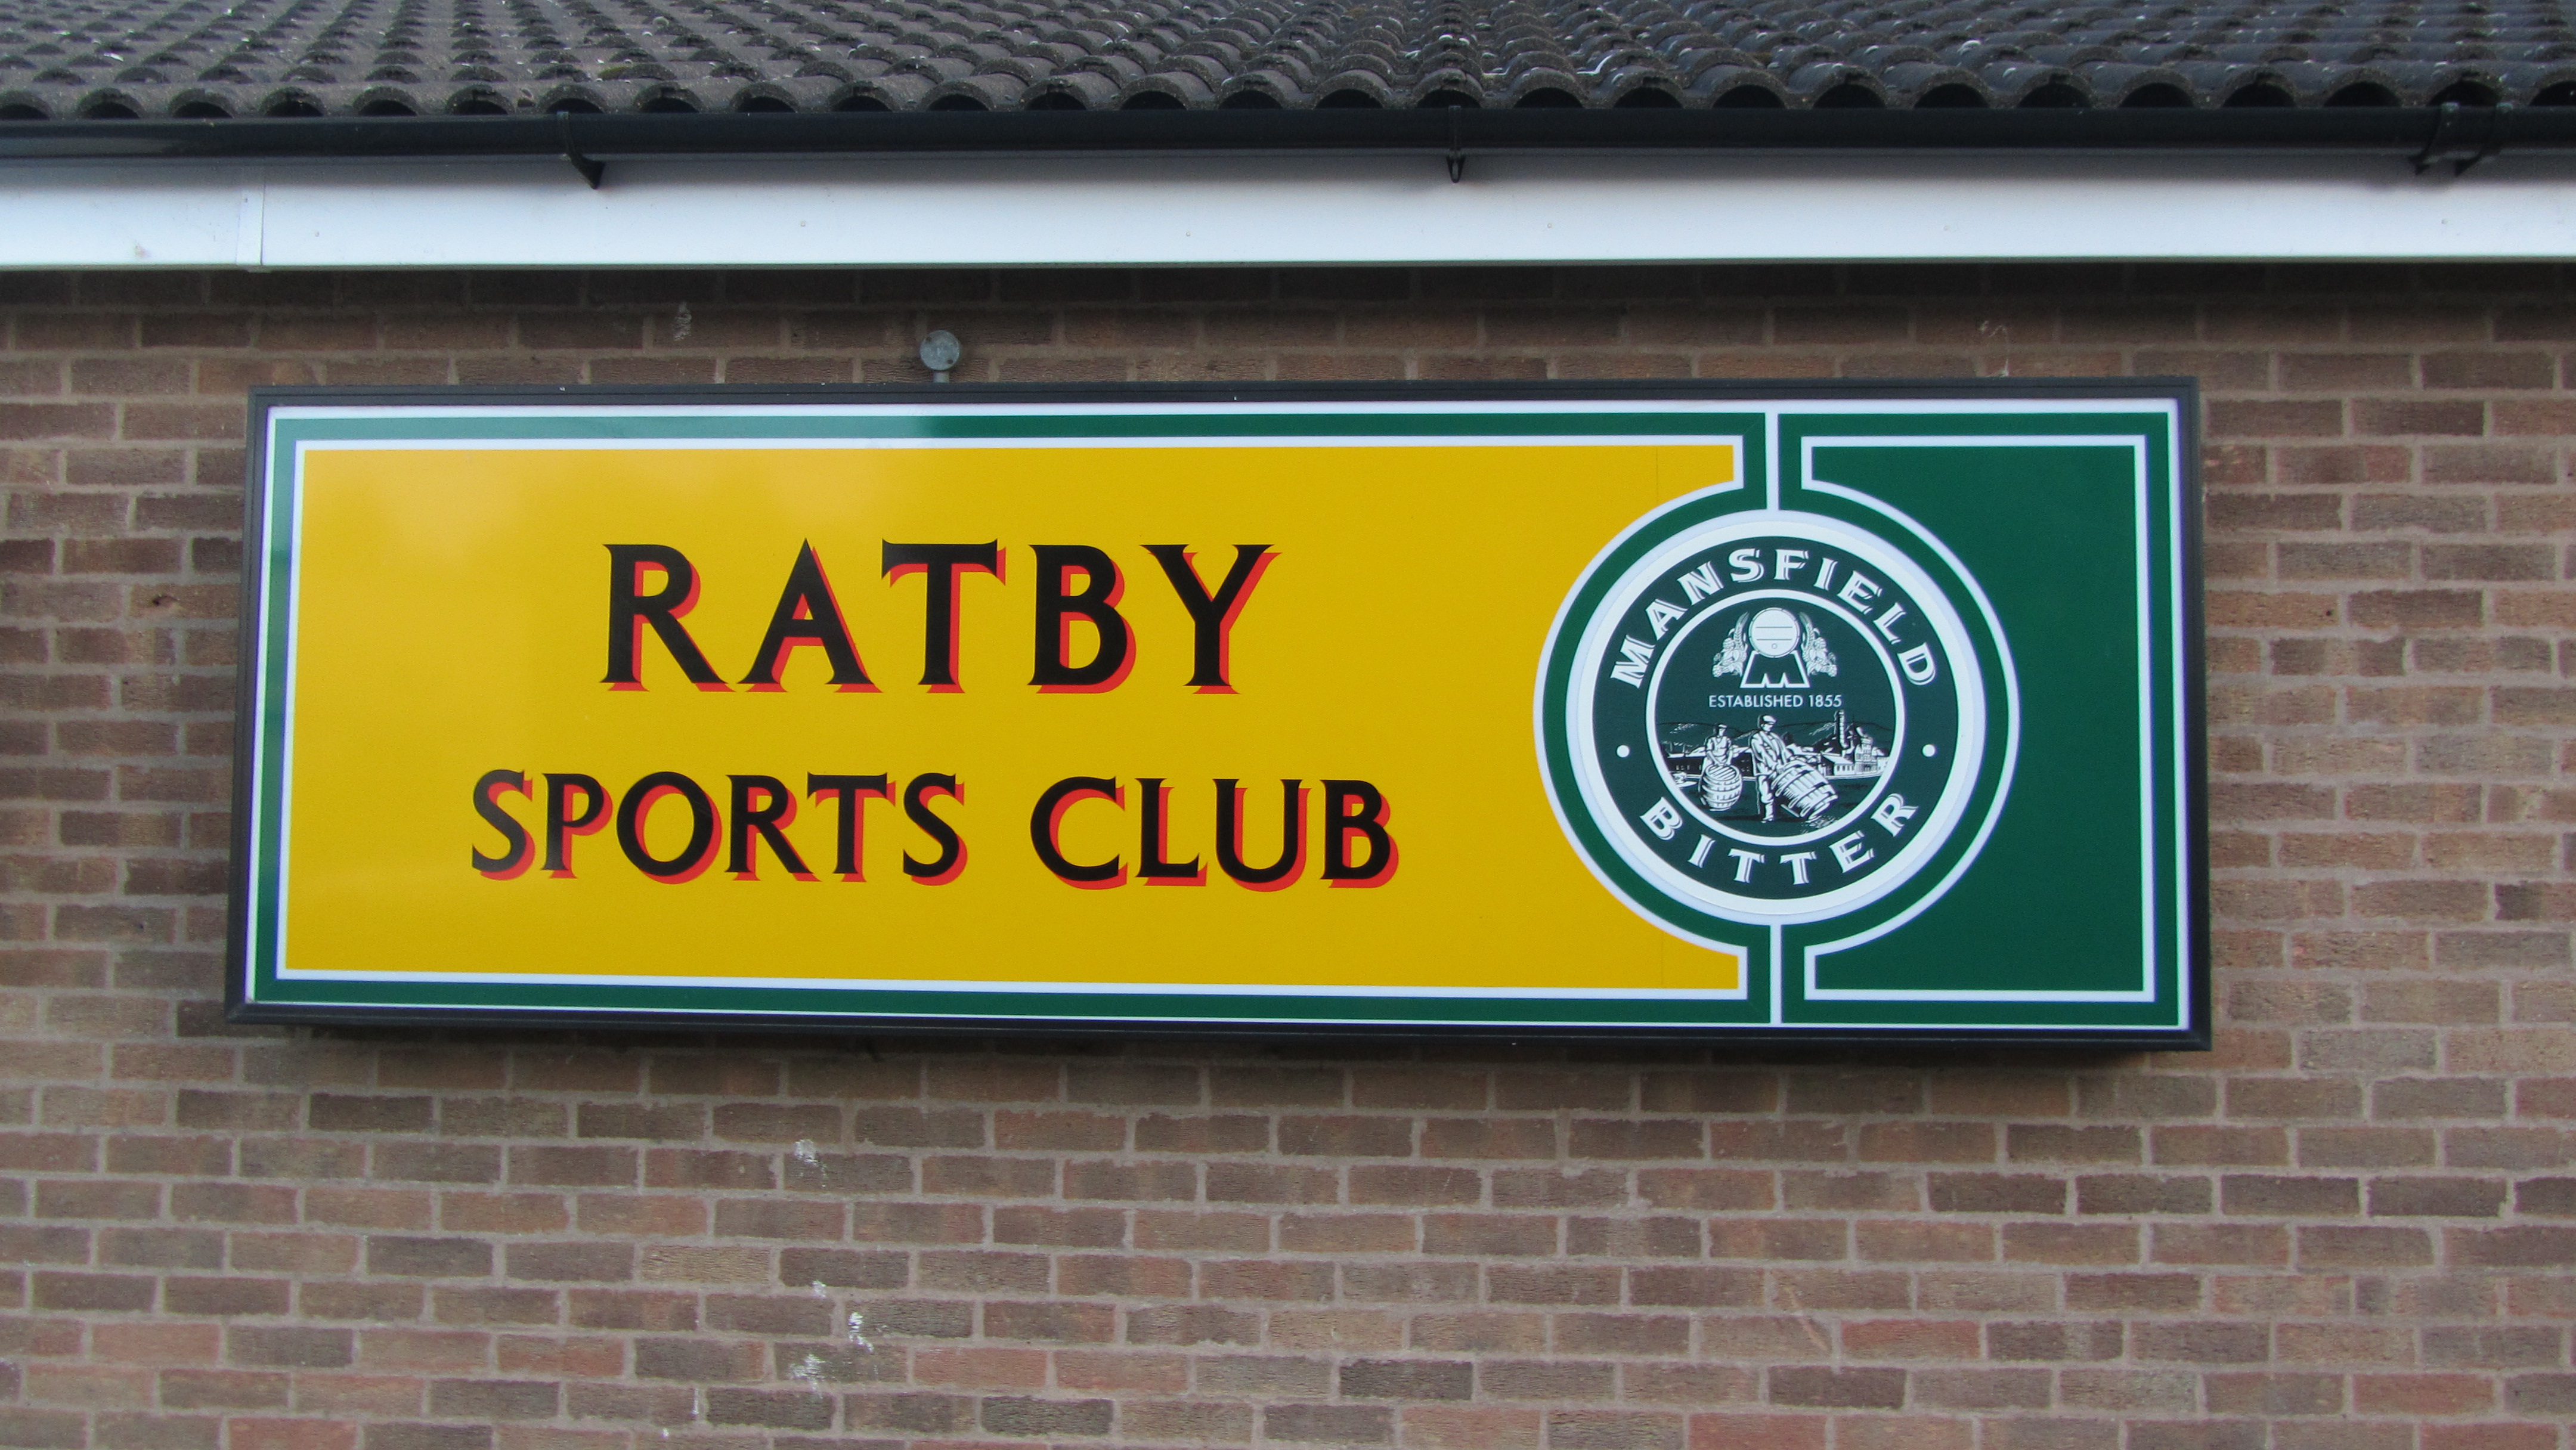 RATBY
SPORTS CLUB
MANSFIELD
M
ESTABLISHED 1855
BITTER